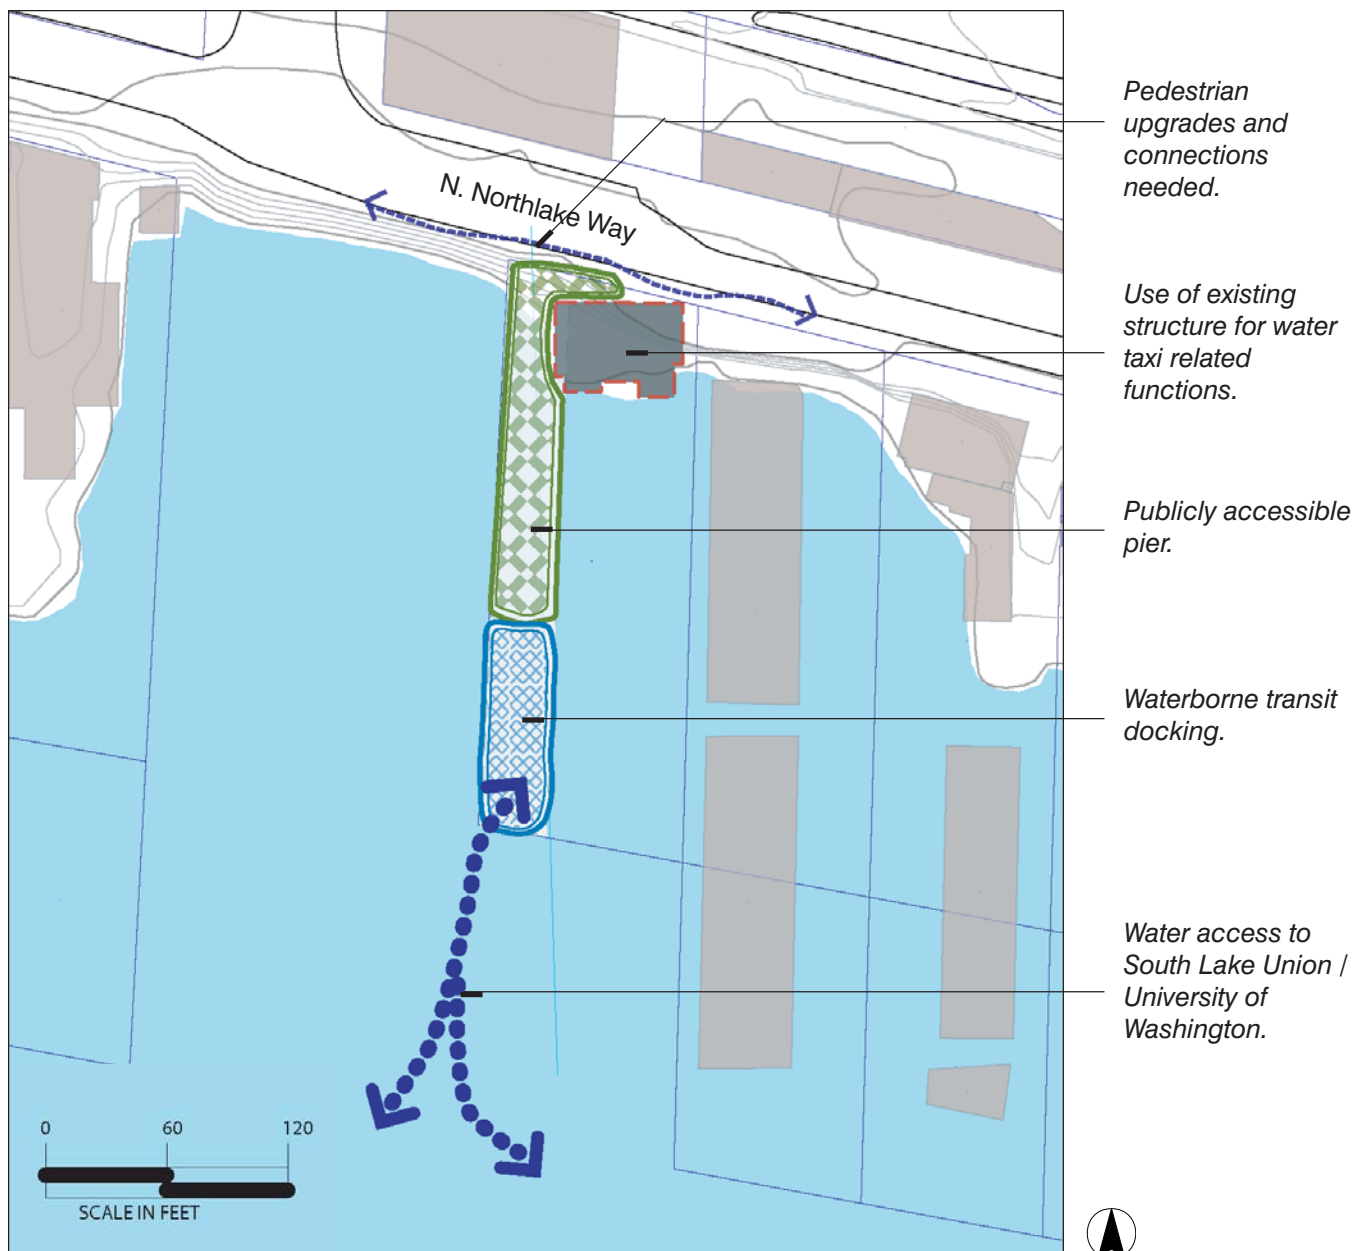 Pedestrian
upgrades and
connections
needed.
N. Northlake Way
Use of existing
structure for water
taxi related
functions.
Publicly accessible
pier.
Waterborne transit
docking.
Water access to
South Lake Union /
University of
Washington.
0 60 120
SCALE IN FEET